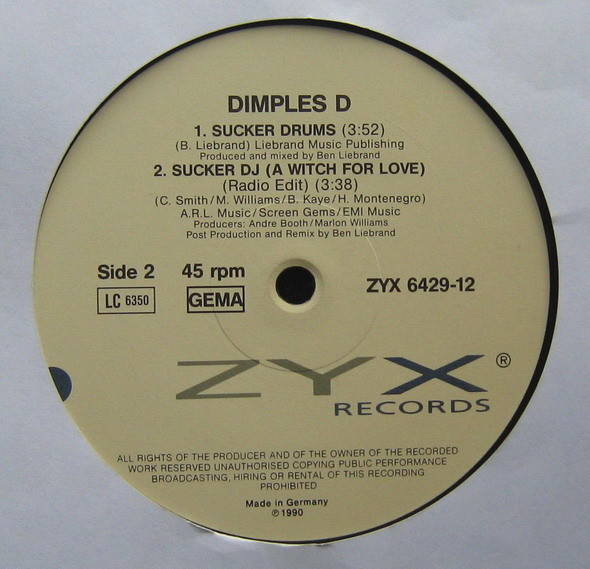 DIMPLES D
1. SUCKER DRUMS (3:52)
(B. Liebrand) Liebrand Music Publishing
Produced and mixed by Ben Liebrand
2. SUCKER DJ (A WITCH FOR LOVE)
(Radio Edit) (3:38)
(C. Smith/M. Williams/B. Kaye/H. Montenegro)
A.R.L. Music/Screen Gems/EMI Music
Producers: Andre Booth/Marlon Williams
Post Production and Remix by Ben Liebrand
Side 2 45 rpm ZYX 6429-12
LC 6350 GEMA
ZYX ®
RECORDS
ALL RIGHTS OF THE PRODUCER AND OF THE OWNER OF THE RECORDED
WORK RESERVED UNAUTHORISED COPYING PUBLIC PERFORMANCE
BROADCASTING, HIRING OR RENTAL OF THIS RECORDING
PROHIBITED
Made in Germany
℗ 1990